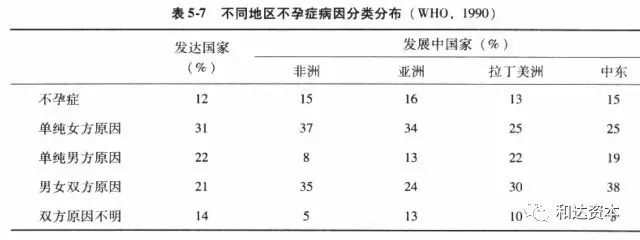 表 5-7 不同地区不孕症病因分类分布（WHO，1990）
发达国家（%） 发展中国家（%）
非洲 亚洲 拉丁美洲 中东
不孕症 12 15 16 13 15
单纯女方原因 31 37 34 25 25
单纯男方原因 22 8 13 22 19
男女双方原因 21 35 24 30 38
双方原因不明 14 5 13 10
和达资本